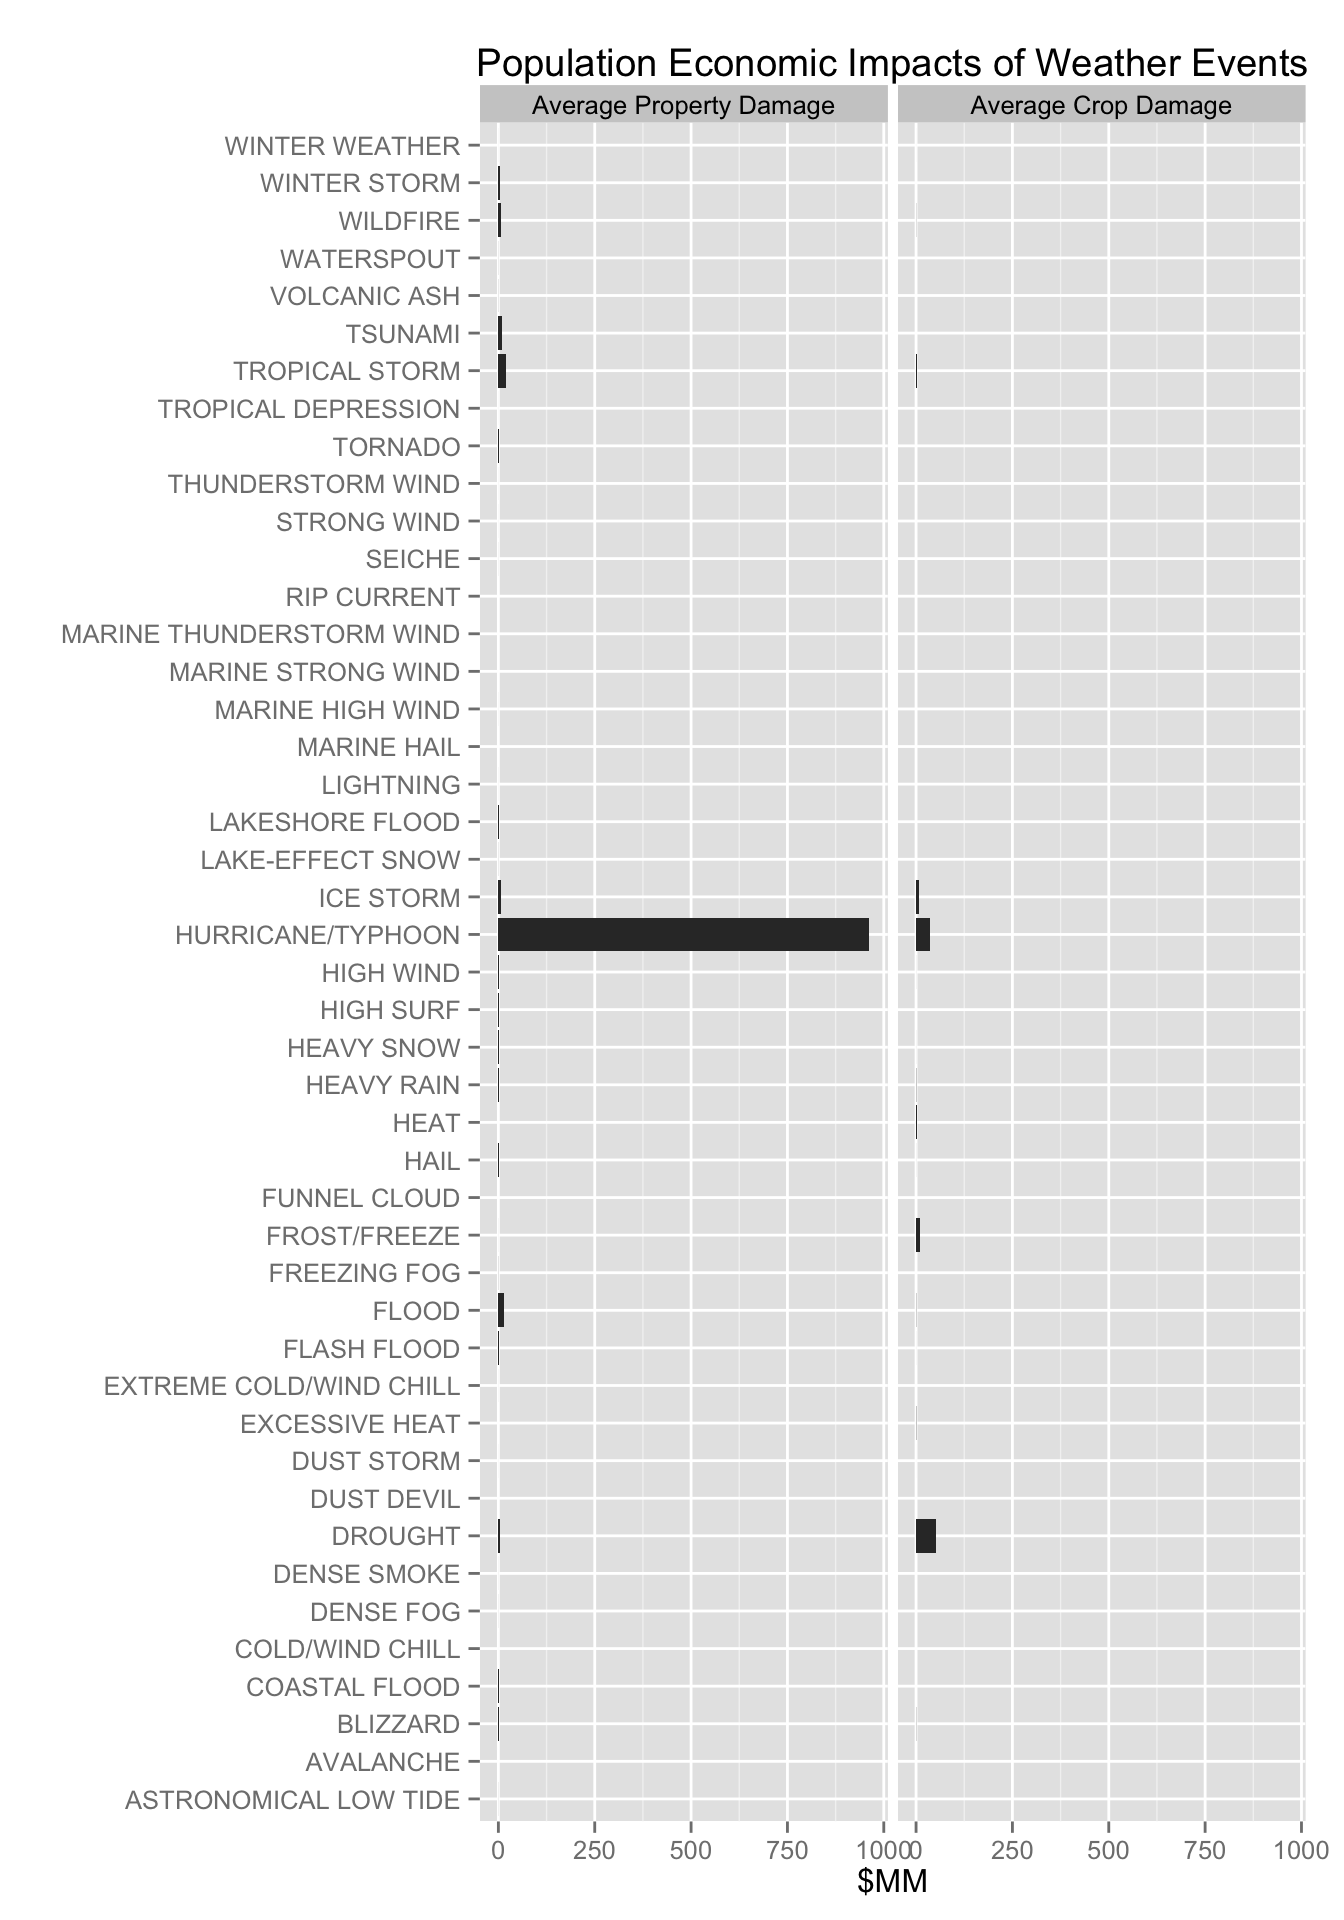 Population Economic Impacts of Weather Events
Average Property Damage
Average Crop Damage
WINTER WEATHER
WINTER STORM
WILDFIRE
WATERSPOUT
VOLCANIC ASH
TSUNAMI
TROPICAL STORM
TROPICAL DEPRESSION
TORNADO
THUNDERSTORM WIND
STRONG WIND
SEICHE
RIP CURRENT
MARINE THUNDERSTORM WIND
MARINE STRONG WIND
MARINE HIGH WIND
MARINE HAIL
LIGHTNING
LAKESHORE FLOOD
LAKE-EFFECT SNOW
ICE STORM
HURRICANE/TYPHOON
HIGH WIND
HIGH SURF
HEAVY SNOW
HEAVY RAIN
HEAT
HAIL
FUNNEL CLOUD
FROST/FREEZE
FREEZING FOG
FLOOD
FLASH FLOOD
EXTREME COLD/WIND CHILL
EXCESSIVE HEAT
DUST STORM
DUST DEVIL
DROUGHT
DENSE SMOKE
DENSE FOG
COLD/WIND CHILL
COASTAL FLOOD
BLIZZARD
AVALANCHE
ASTRONOMICAL LOW TIDE
0 250 500 750 1000 0 250 500 750 1000
$MM